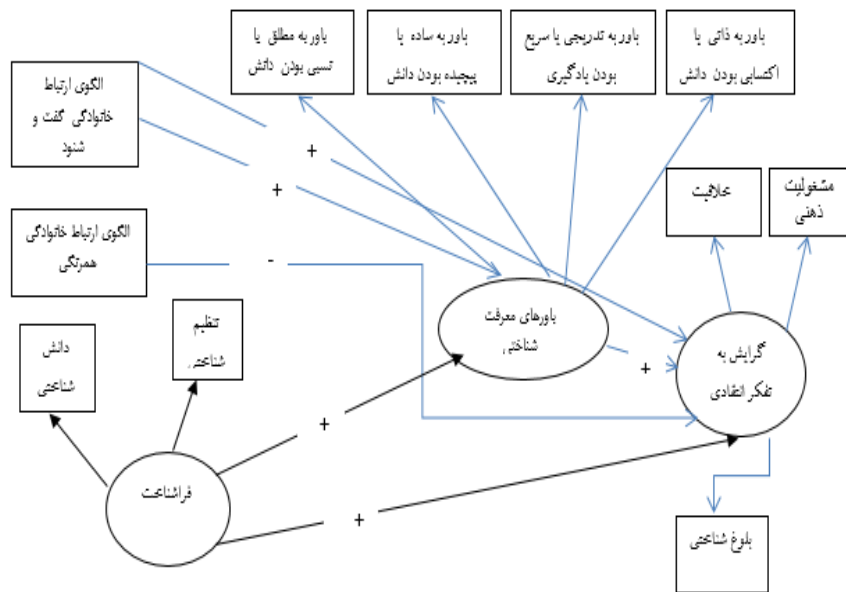 باور به مطلق یا
نسبی بودن دانش
باور به ساده یا
پیچیده بودن دانش
باور به تدریجی یا سریع
بودن یادگیری
باور به ذاتی یا
اکتسابی بودن دانش
الگوی ارتباط
خانوادگی گفت و
شنود
+
+
خلاقیت
مشغولیت
ذهنی
الگوی ارتباط خانوادگی
همرنگی
-
باورهای معرفت
شناختی
+
گرایش به
تفکر انتقادی
تنظیم
شناختی
دانش
شناختی
+
فراشناخت
+
بلوغ شناختی